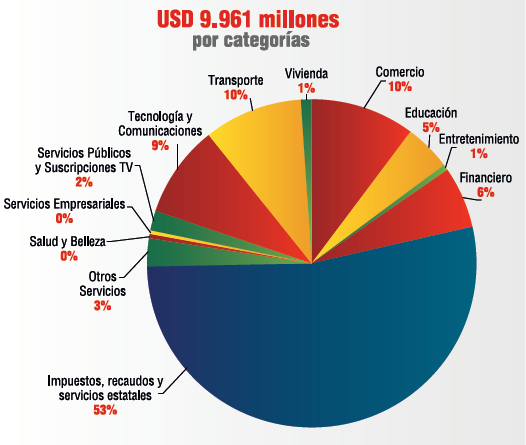 USD 9.961 millones
por categorías
Vivienda
1%
Comercio
10%
Educación
5%
Entretenimiento
1%
Financiero
6%
Transporte
10%
Tecnología y
Comunicaciones
9%
Servicios Públicos
y Suscripciones TV
2%
Servicios Empresariales
0%
Salud y Belleza
0%
Otros
Servicios
3%
Impuestos, recaudos y
servicios estatales
53%